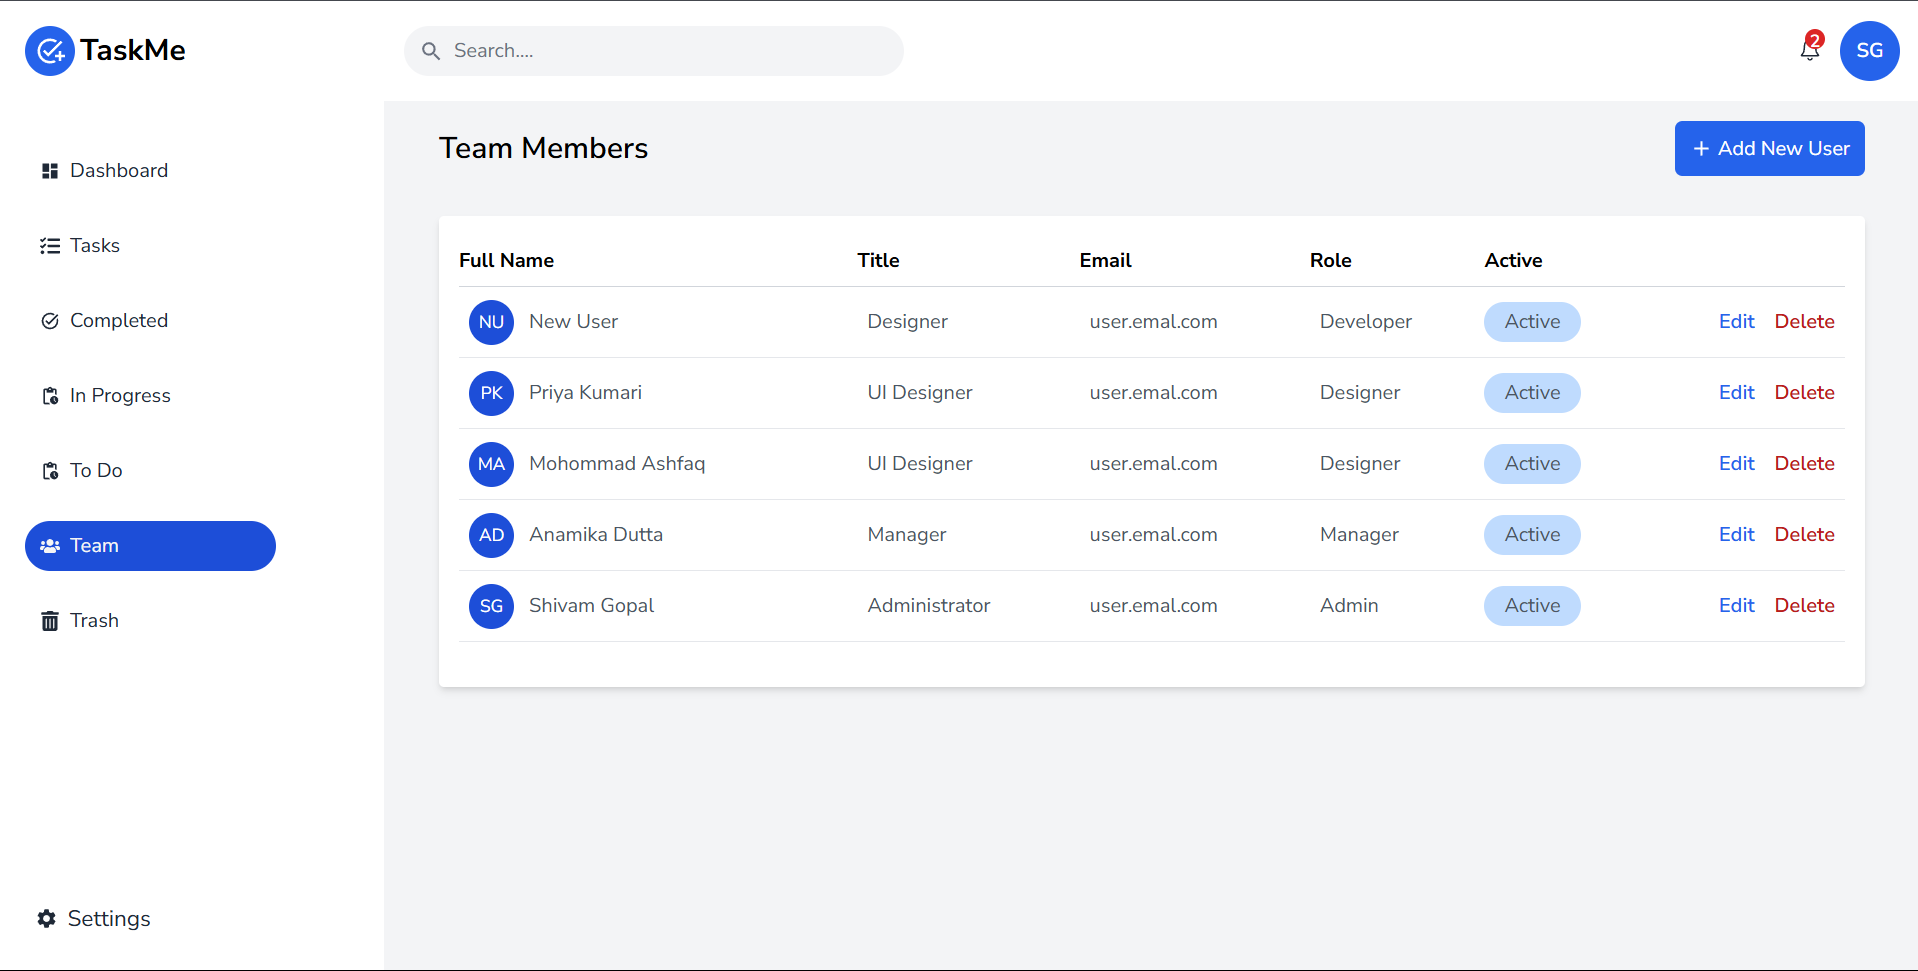 TaskMe
Search....
2
SG
Dashboard
Tasks
Completed
In Progress
To Do
Team
Trash
Settings
Team Members
+ Add New User
Full Name Title Email Role Active
NU New User Designer user.emal.com Developer Active Edit Delete
PK Priya Kumari UI Designer user.emal.com Designer Active Edit Delete
MA Mohommad Ashfaq UI Designer user.emal.com Designer Active Edit Delete
AD Anamika Dutta Manager user.emal.com Manager Active Edit Delete
SG Shivam Gopal Administrator user.emal.com Admin Active Edit Delete